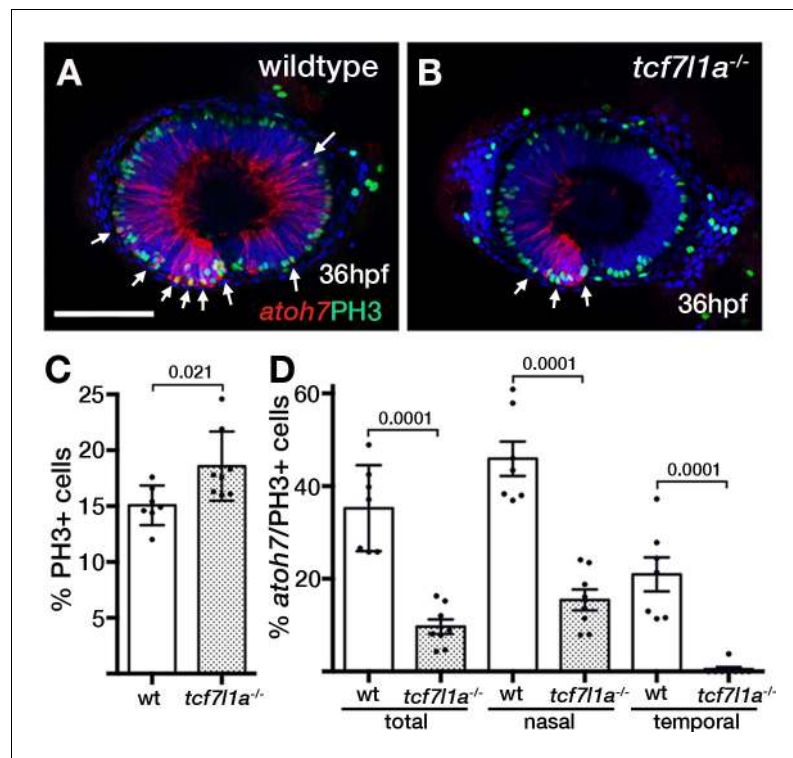 A wildtype
36hpf
atoh7PH3
B tcf7l1a-/-
36hpf
C
% PH3+ cells
25
20
15
10
5
0.021
wt tcf7l1a-/-
D
% atoh7/PH3+ cells
60
40
20
0.0001
0.0001
0.0001
wt tcf7l1a-/- wt tcf7l1a-/- wt tcf7l1a-/-
total nasal temporal